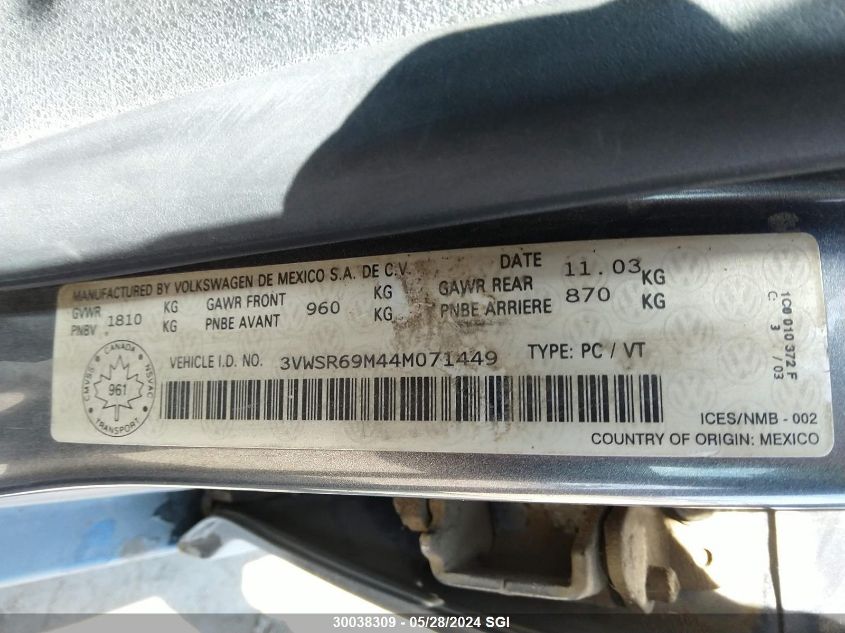 MANUFACTURED BY VOLKSWAGEN DE MEXICO S.A. DE C.V. DATE 11.03
GVWR 1810 KG GAWR FRONT 960 KG GAWR REAR 870 KG
PNBV KG PNBE AVANT KG PNBE ARRIERE KG
VEHICLE I.D. NO. 3VWSR69M44M071449 TYPE: PC / VT
CANADA
CMVSS 961 NSVAC
TRANSPORT
ICES/NMB - 002
COUNTRY OF ORIGIN: MEXICO
1C0 010 372 F
C 3 /03
30038309 - 05/28/2024 SGI